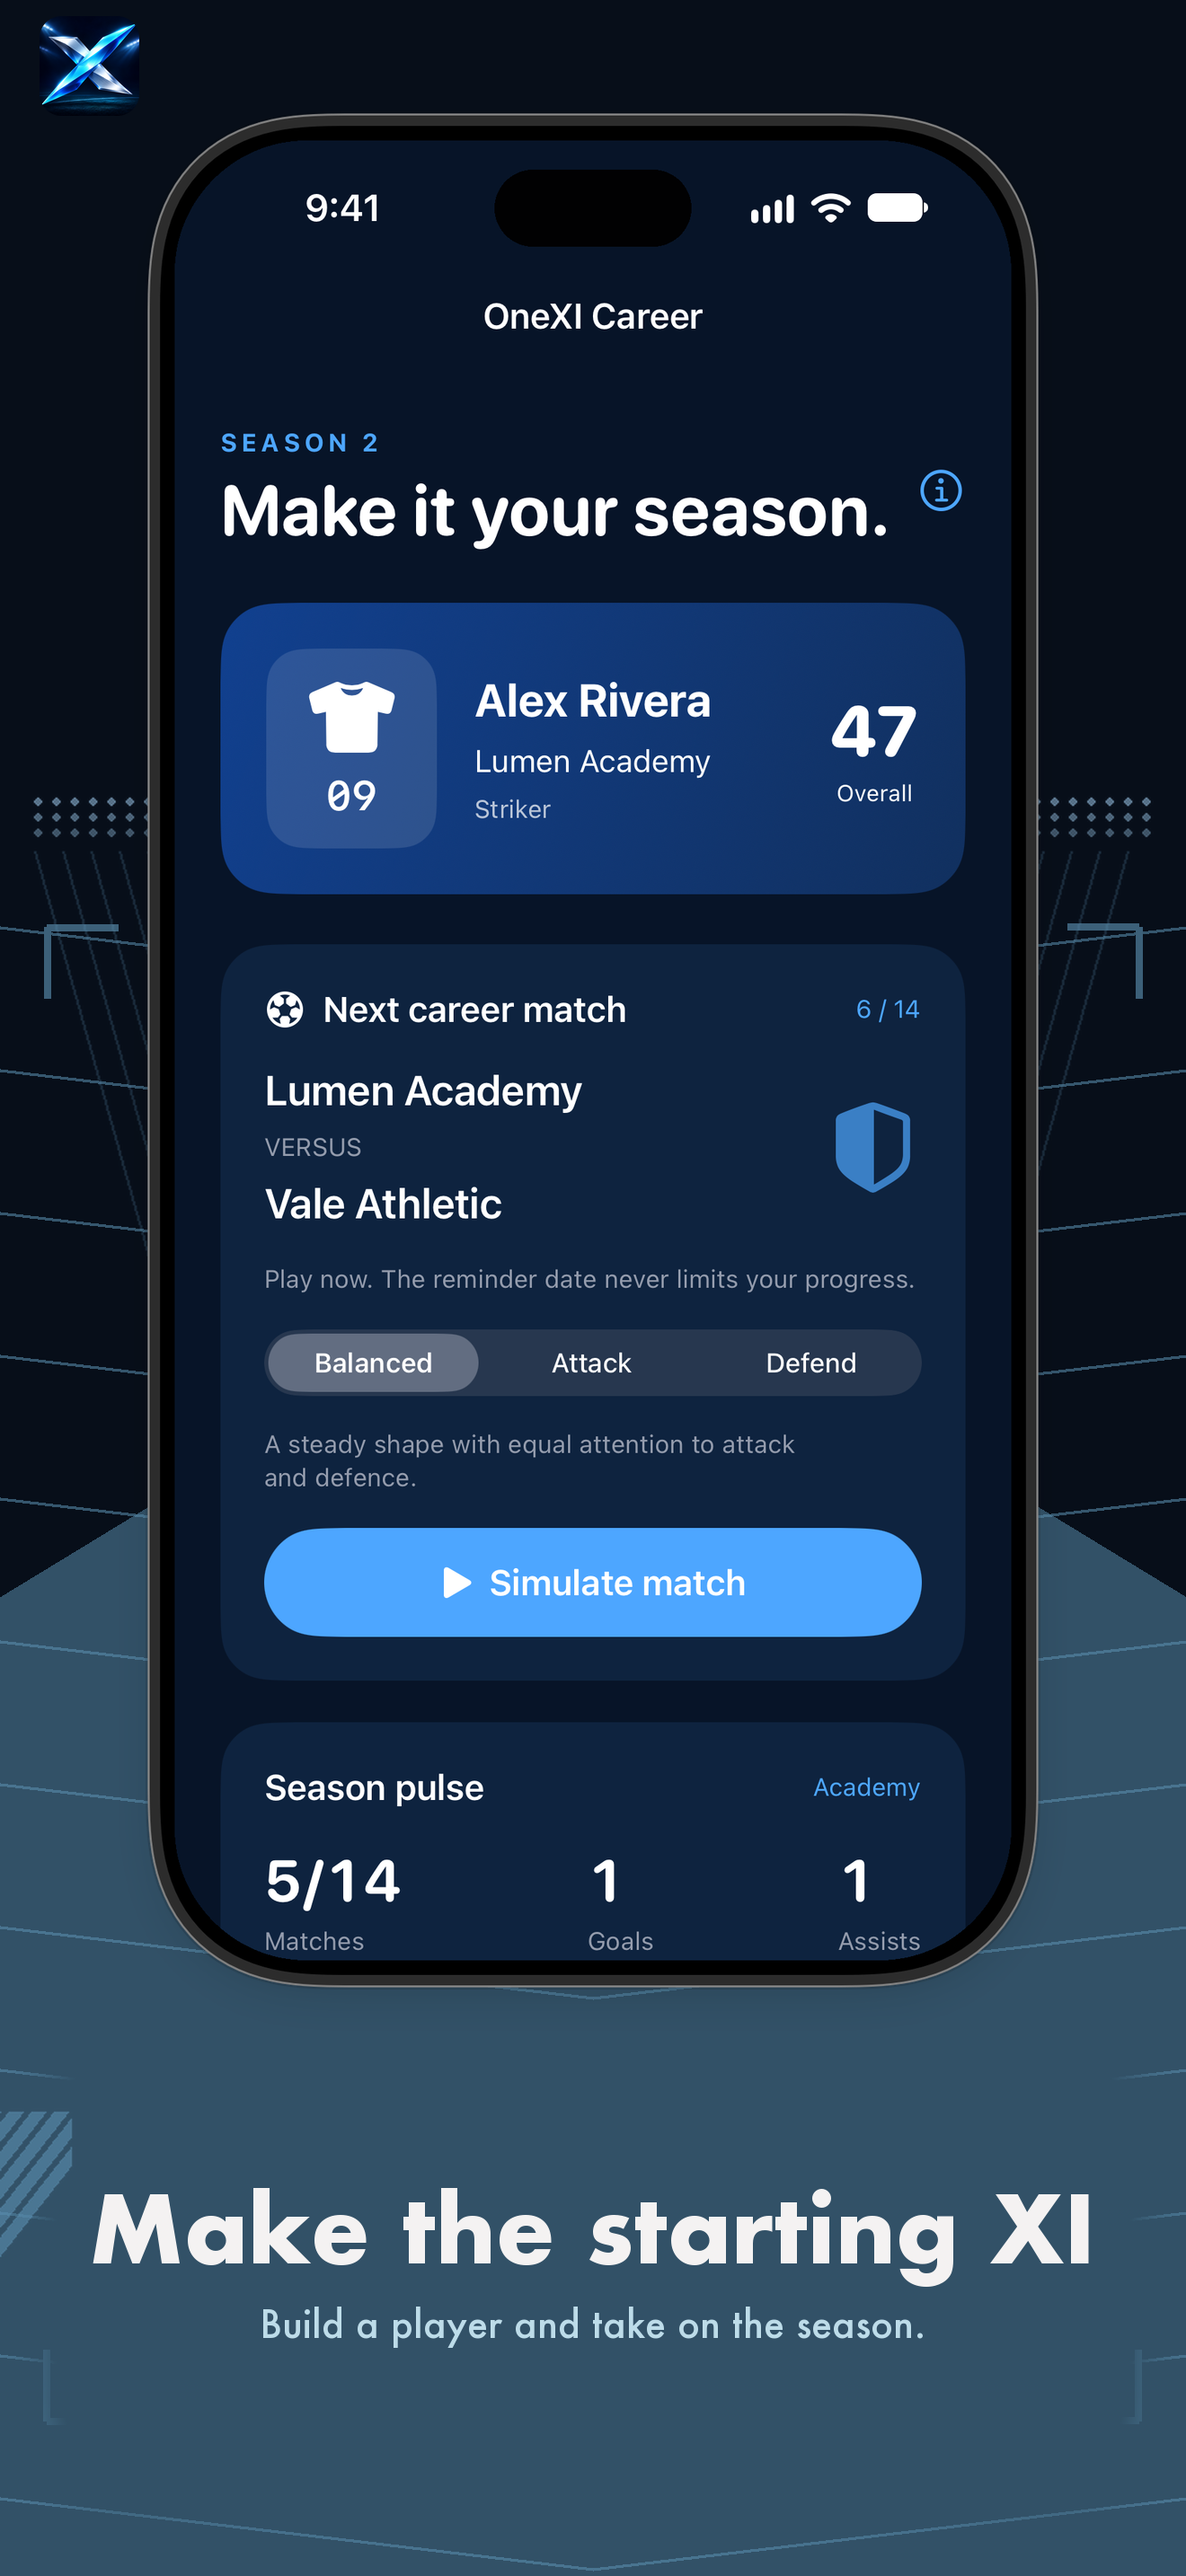 9:41
OneXI Career
SEASON 2
Make it your season.
09
Alex Rivera
Lumen Academy
Striker
47
Overall
Next career match
6 / 14
Lumen Academy
VERSUS
Vale Athletic
Play now. The reminder date never limits your progress.
Balanced Attack Defend
A steady shape with equal attention to attack
and defence.
Simulate match
Season pulse
Academy
5/14 1 1
Matches Goals Assists
Make the starting XI
Build a player and take on the season.